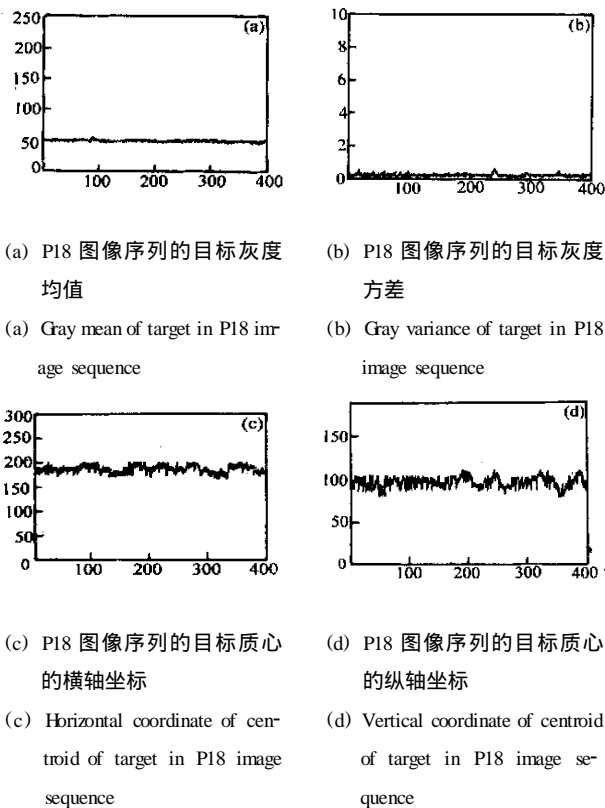 (a)
250
200
150
100
50
0
100 200 300 400
(b)
10
8
6
4
2
0
100 200 300 400
(a) P18 图像序列的目标灰度
均值
(a) Gray mean of target in P18 im-
age sequence
(b) P18 图像序列的目标灰度
方差
(b) Gray variance of target in P18
image sequence
(c)
300
250
200
150
100
50
0
100 200 300 400
(d)
150
100
50
0
100 200 300 400
(c) P18 图像序列的目标质心
的横轴坐标
(c) Horizontal coordinate of cen-
troid of target in P18 image
sequence
(d) P18 图像序列的目标质心
的纵轴坐标
(d) Vertical coordinate of centroid
of target in P18 image se-
quence